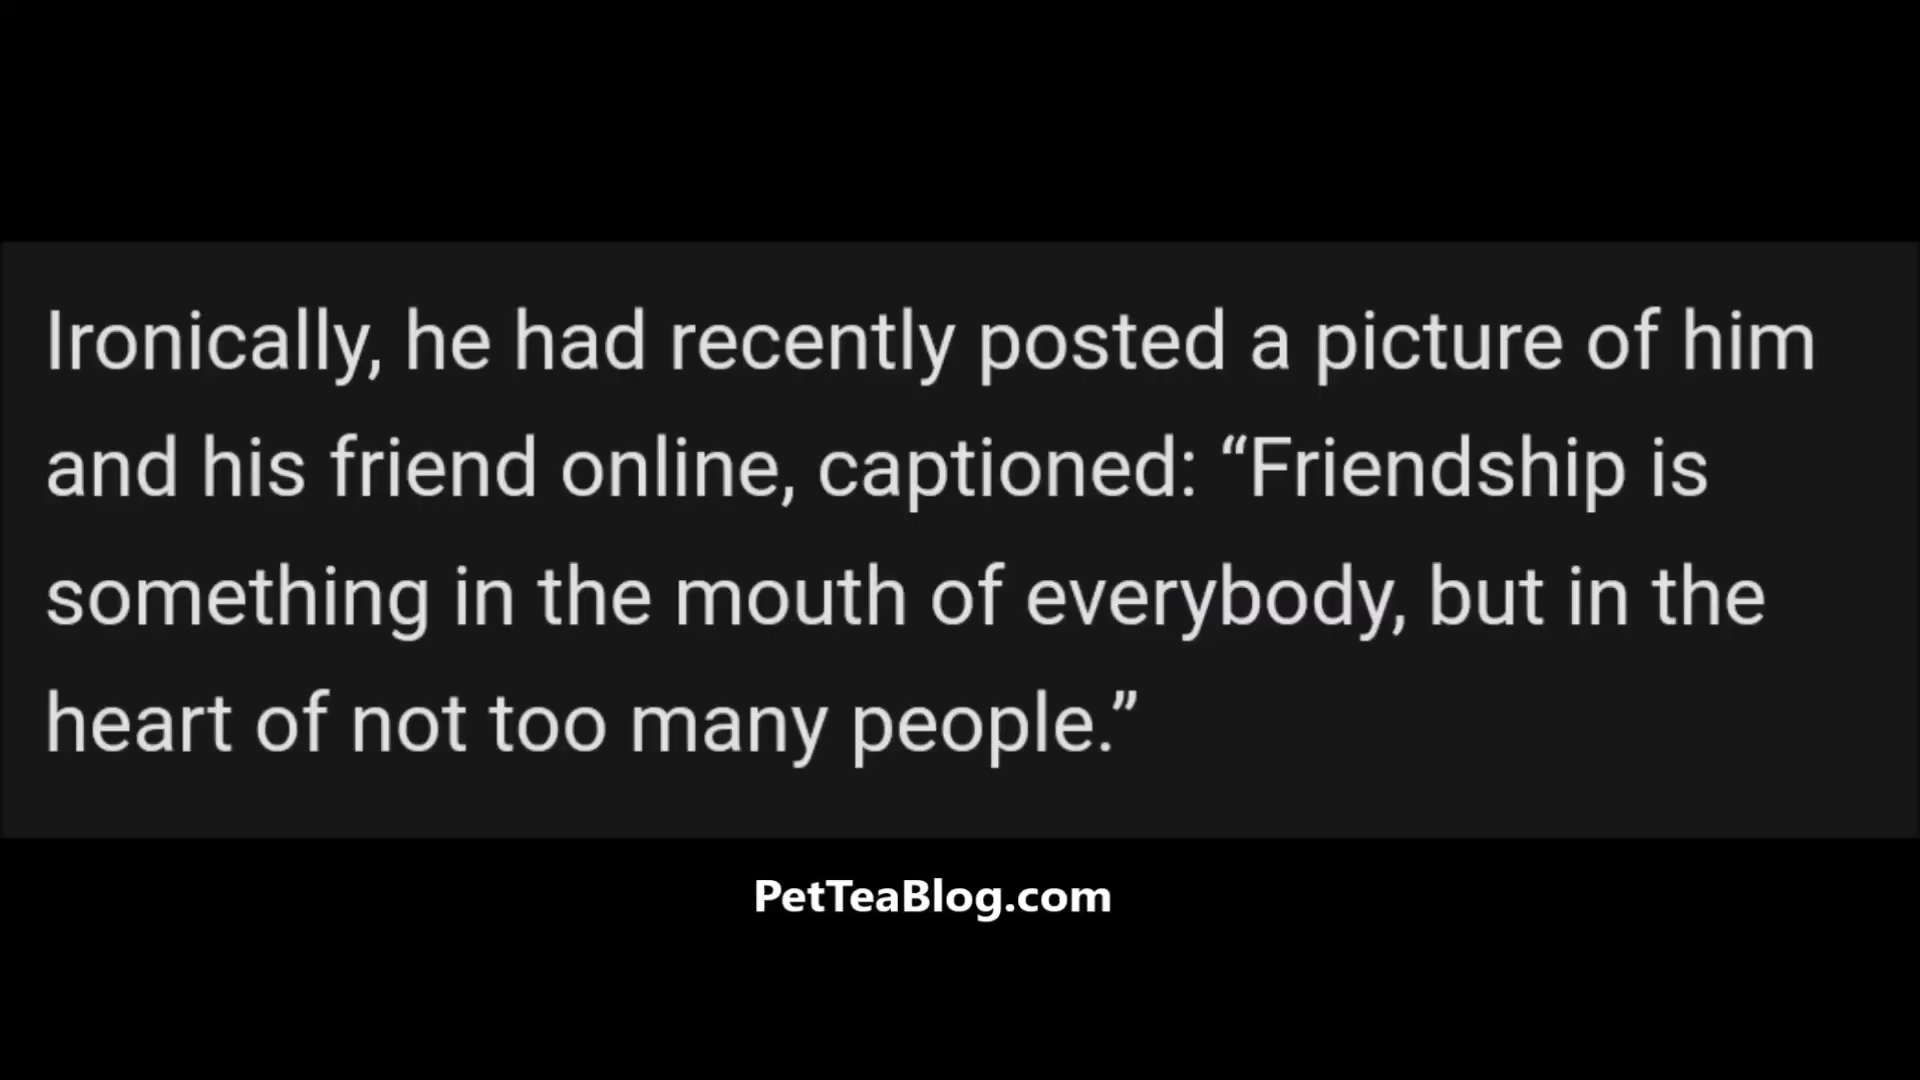 Ironically, he had recently posted a picture of him
and his friend online, captioned: “Friendship is
something in the mouth of everybody, but in the
heart of not too many people.”
PetTeaBlog.com